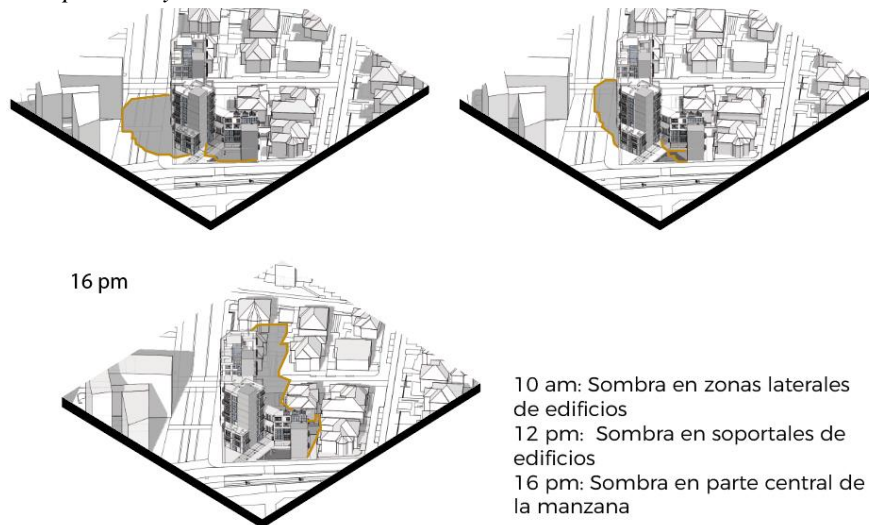 16 pm
10 am: Sombra en zonas laterales
de edificios
12 pm:  Sombra en soportales de
edificios
16 pm: Sombra en parte central de
la manzana